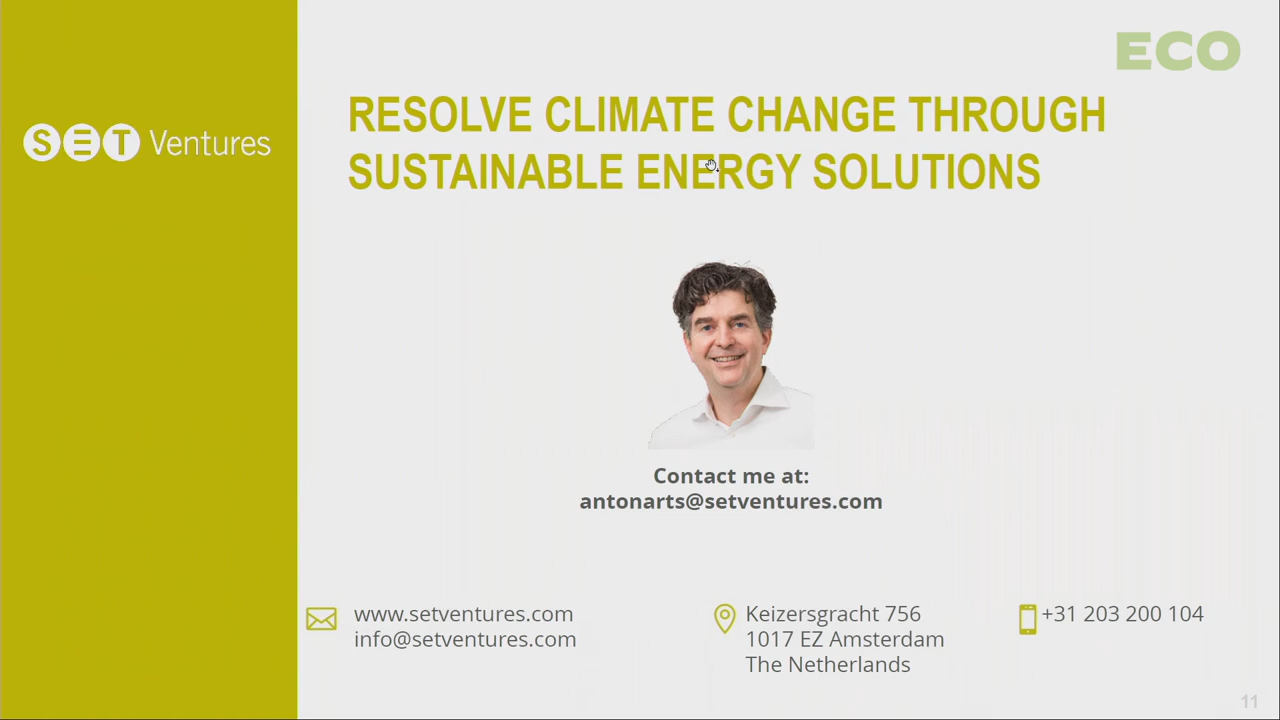 ECO
SET Ventures
RESOLVE CLIMATE CHANGE THROUGH
SUSTAINABLE ENERGY SOLUTIONS
Contact me at:
antonarts@setventures.com
www.setventures.com
info@setventures.com
Keizersgracht 756
1017 EZ Amsterdam
The Netherlands
+31 203 200 104
11